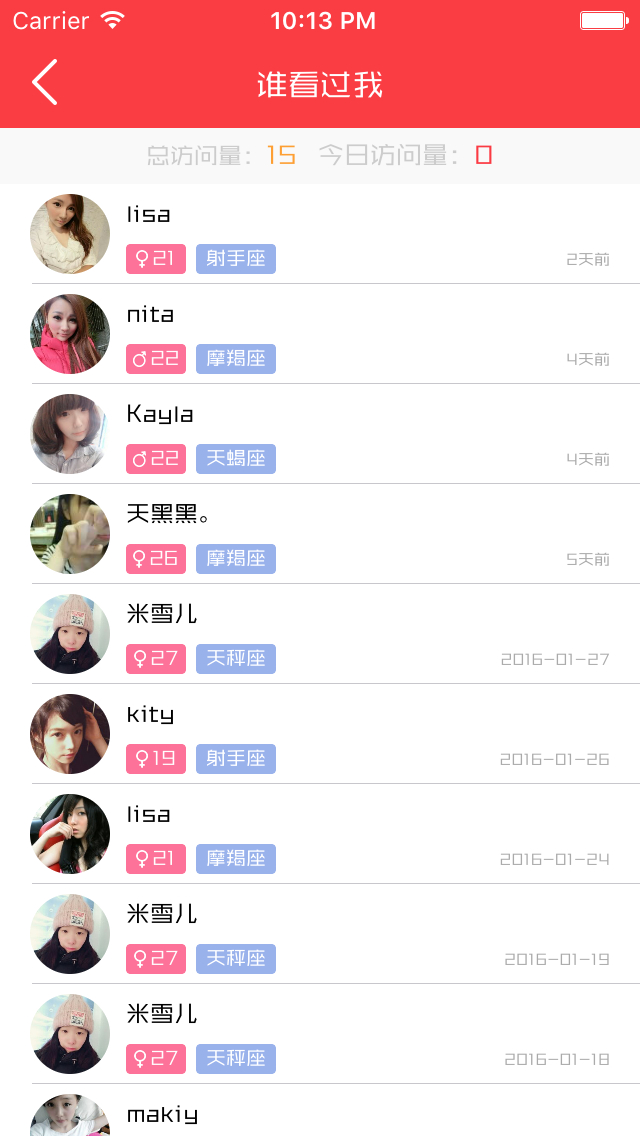 Carrier 10:13 PM
谁看过我
总访问量：15 今日访问量：0
lisa
♀21 射手座 2天前
nita
♂22 摩羯座 4天前
Kayla
♂22 天蝎座 4天前
天黑黑。
♀26 摩羯座 5天前
米雪儿
♀27 天秤座 2016-01-27
kity
♀19 射手座 2016-01-26
lisa
♀21 摩羯座 2016-01-24
米雪儿
♀27 天秤座 2016-01-19
米雪儿
♀27 天秤座 2016-01-18
makiy